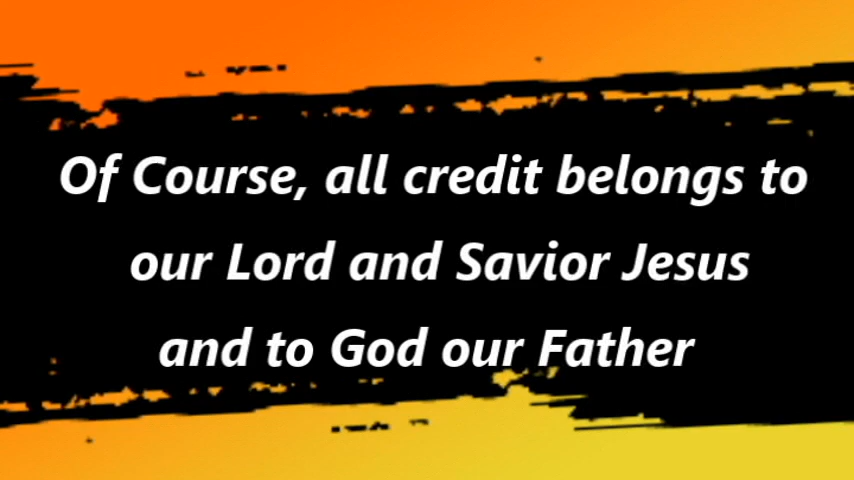 Of Course, all credit belongs to
our Lord and Savior Jesus
and to God our Father